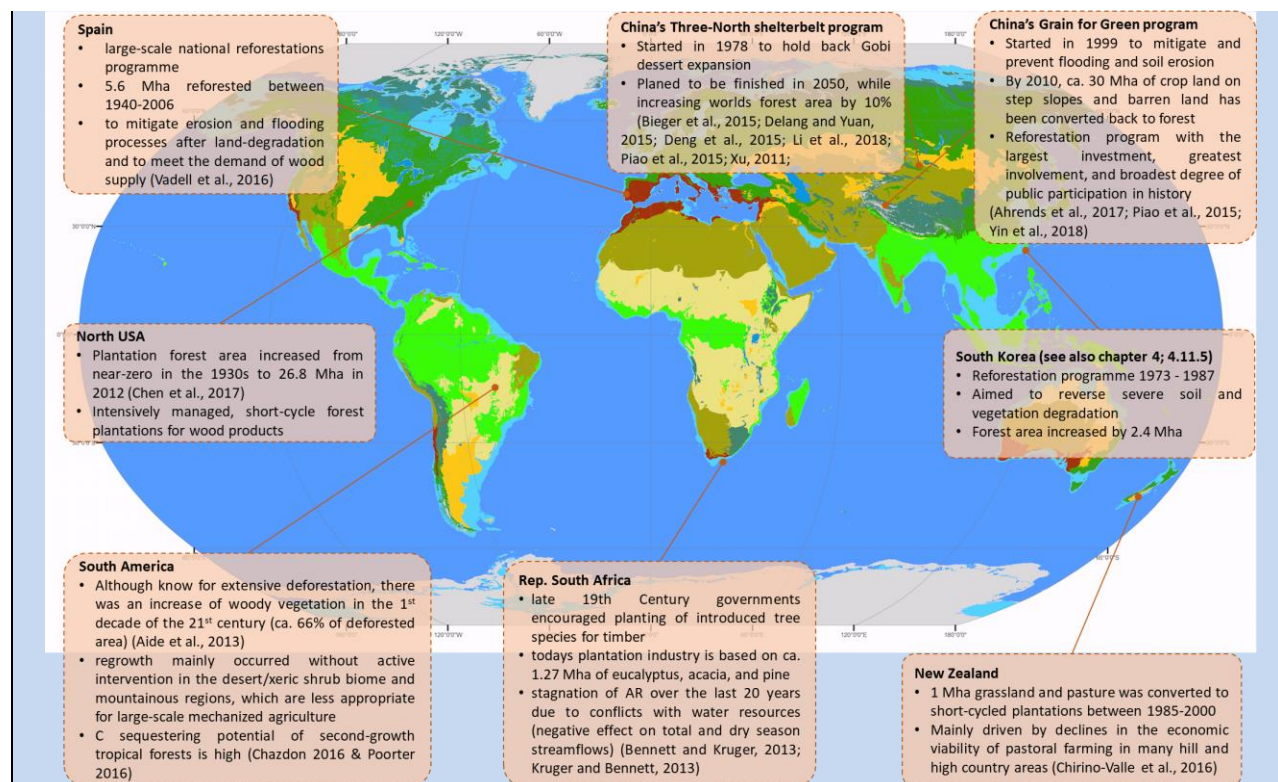 Spain
• large-scale national reforestations
programme
• 5.6 Mha reforested between
1940-2006
• to mitigate erosion and flooding
processes after land-degradation
and to meet the demand of wood
supply (Vadell et al., 2016)
China's Three-North shelterbelt program
• Started in 1978 to hold back Gobi
dessert expansion
• Planed to be finished in 2050, while
increasing worlds forest area by 10%
(Bieger et al., 2015; Delang and Yuan,
2015; Deng et al., 2015; Li et al., 2018;
Piao et al., 2015; Xu, 2011;
China's Grain for Green program
• Started in 1999 to mitigate and
prevent flooding and soil erosion
• By 2010, ca. 30 Mha of crop land on
step slopes and barren land has
been converted back to forest
• Reforestation program with the
largest investment, greatest
involvement, and broadest degree of
public participation in history
(Ahrends et al., 2017; Piao et al., 2015;
Yin et al., 2018)
North USA
• Plantation forest area increased from
near-zero in the 1930s to 26.8 Mha in
2012 (Chen et al., 2017)
• Intensively managed, short-cycle forest
plantations for wood products
South Korea (see also chapter 4; 4.11.5)
• Reforestation programme 1973 - 1987
• Aimed to reverse severe soil and
vegetation degradation
• Forest area increased by 2.4 Mha
South America
• Although know for extensive deforestation, there
was an increase of woody vegetation in the 1st
decade of the 21st century (ca. 66% of deforested
area) (Aide et al., 2013)
• regrowth mainly occurred without active
intervention in the desert/xeric shrub biome and
mountainous regions, which are less appropriate
for large-scale mechanized agriculture
• C sequestering potential of second-growth
tropical forests is high (Chazdon 2016 & Poorter
2016)
Rep. South Africa
• late 19th Century governments
encouraged planting of introduced tree
species for timber
• todays plantation industry is based on ca.
1.27 Mha of eucalyptus, acacia, and pine
• stagnation of AR over the last 20 years
due to conflicts with water resources
(negative effect on total and dry season
streamflows) (Bennett and Kruger, 2013;
Kruger and Bennett, 2013)
New Zealand
• 1 Mha grassland and pasture was converted to
short-cycled plantations between 1985-2000
• Mainly driven by declines in the economic
viability of pastoral farming in many hill and
high country areas (Chirino-Valle et al., 2016)